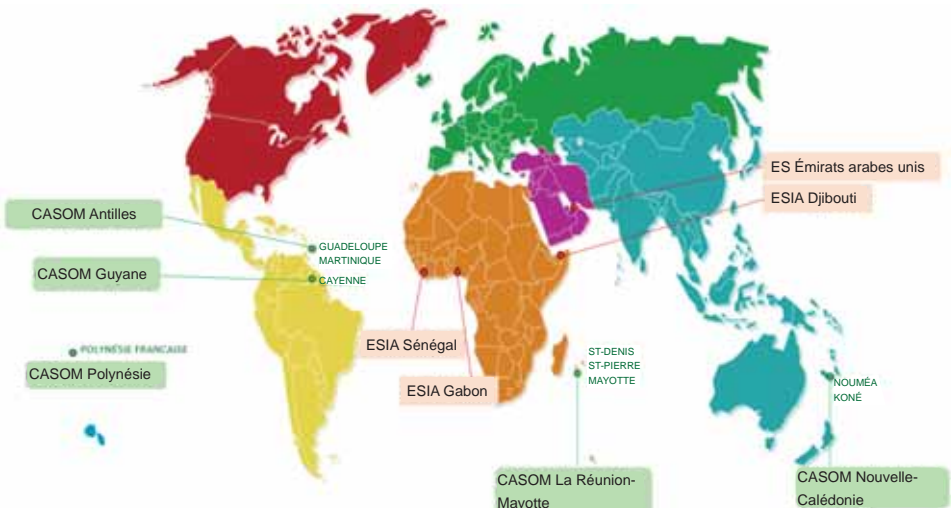 ES Émirats arabes unis
ESIA Djibouti
CASOM Antilles
GUADELOUPE
MARTINIQUE
CASOM Guyane
CAYENNE
ESIA Sénégal
POLYNÉSIE FRANCAISE
CASOM Polynésie
ESIA Gabon
ST-DENIS
ST-PIERRE
MAYOTTE
NOUMÉA
KONÉ
CASOM La Réunion-
Mayotte
CASOM Nouvelle-
Calédonie